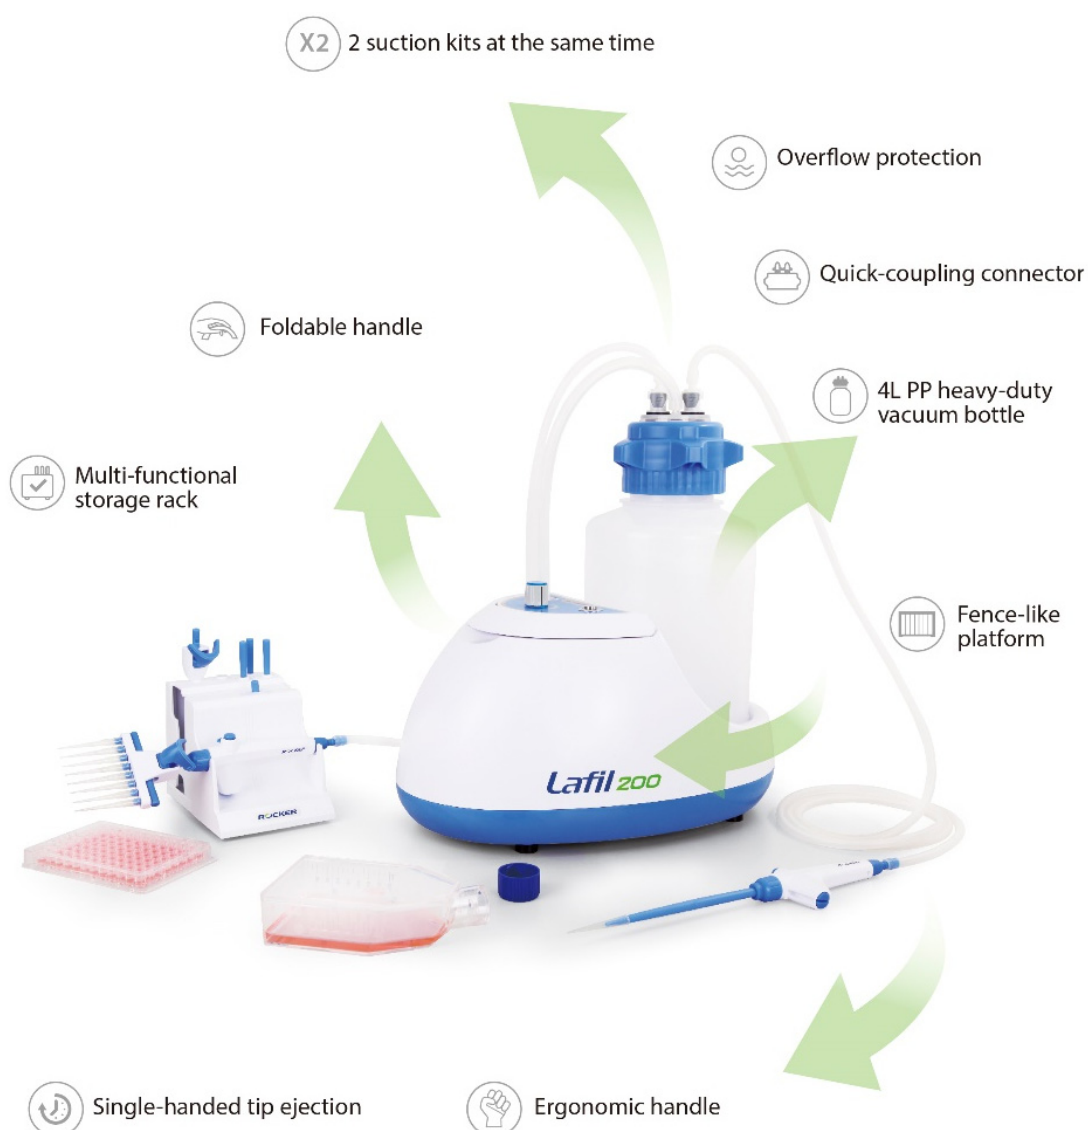 X2
2 suction kits at the same time
Overflow protection
Quick-coupling connector
Foldable handle
4L PP heavy-duty
vacuum bottle
Multi-functional
storage rack
Fence-like
platform
Lafil 200
ROCKER
Single-handed tip ejection
Ergonomic handle